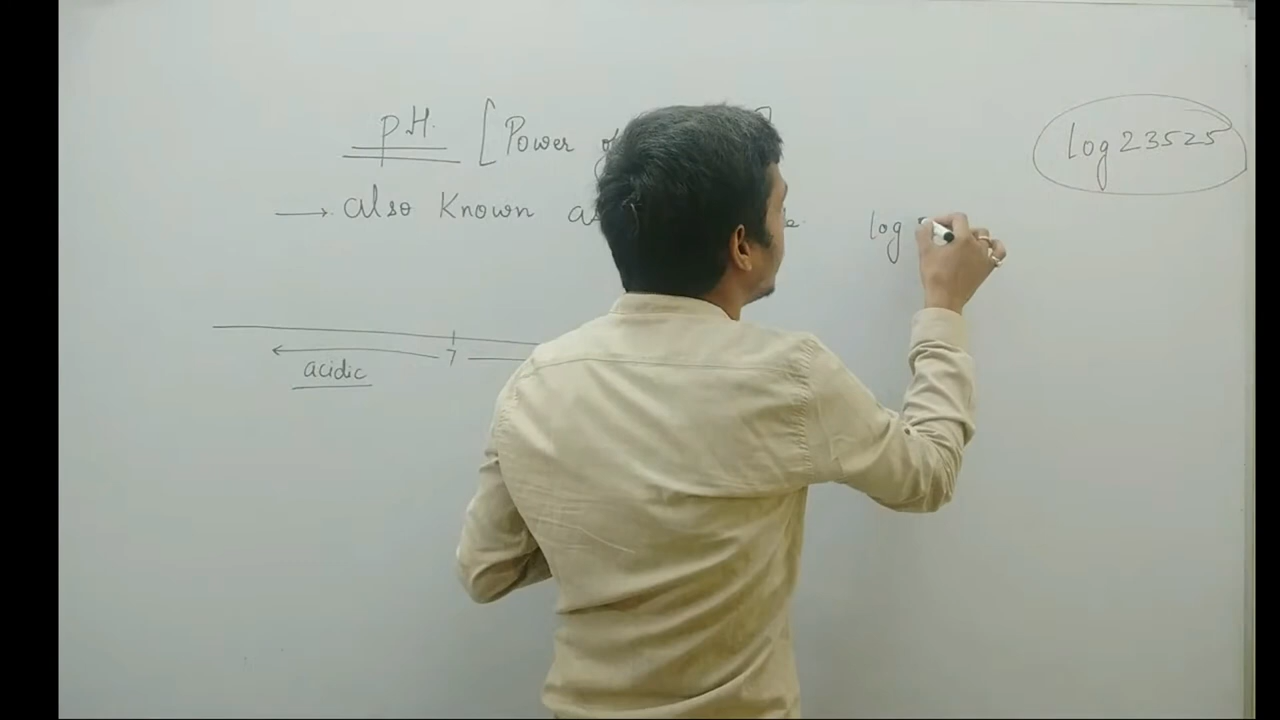 pH. [Power of
→ also known as
log
log 23525
7
acidic